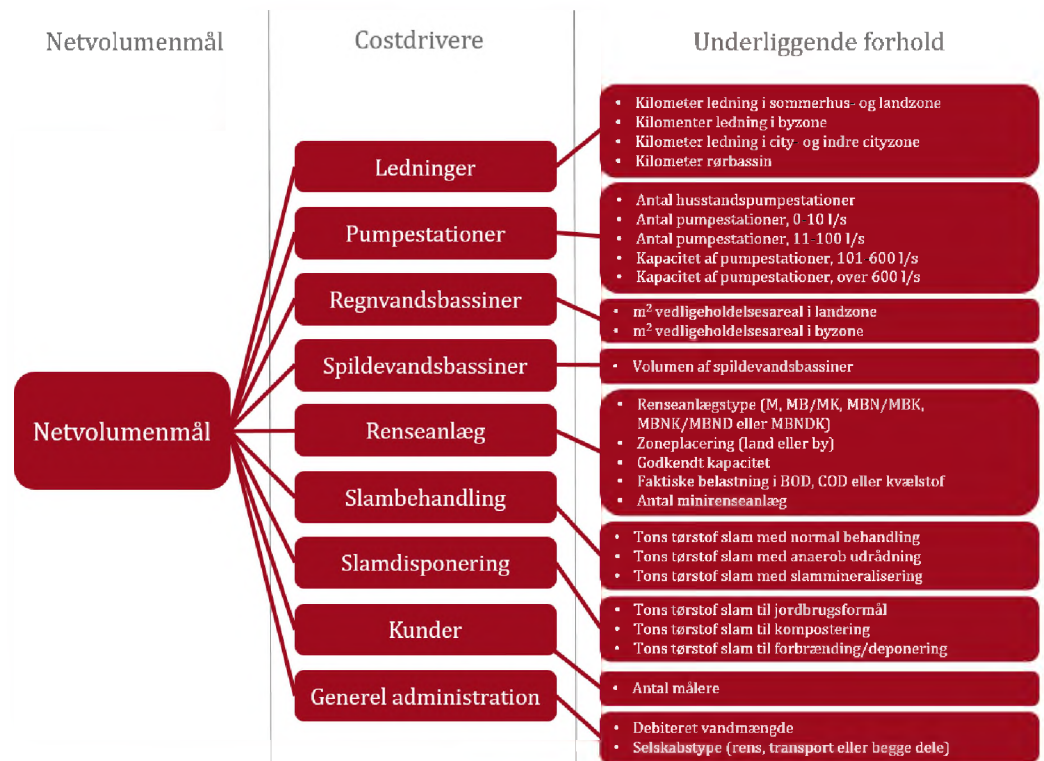 Netvolumenmål
Costdrivere
Underliggende forhold
Netvolumenmål
Ledninger
• Kilometer ledning i sommerhus- og landzone
• Kilomenter ledning i byzone
• Kilometer ledning i city- og indre cityzone
• Kilometer rørbassin
Pumpestationer
• Antal husstandspumpestationer
• Antal pumpestationer, 0-10 l/s
• Antal pumpestationer, 11-100 l/s
• Kapacitet af pumpestationer, 101-600 l/s
• Kapacitet af pumpestationer, over 600 l/s
Regnvandsbassiner
• m² vedligeholdelsesareal i landzone
• m² vedligeholdelsesareal i byzone
Spildevandsbassiner
• Volumen af spildevandsbassiner
Renseanlæg
• Renseanlægstype (M, MB/MK, MBN/MBK,
MBNK/MBND eller MBNDK)
• Zoneplacering (land eller by)
• Godkendt kapacitet
• Faktiske belastning i BOD, COD eller kvælstof
• Antal minirenseanlæg
Slambehandling
• Tons tørstof slam med normal behandling
• Tons tørstof slam med anaerob udrådning
• Tons tørstof slam med slammineralisering
Slamdisponering
• Tons tørstof slam til jordbrugsformål
• Tons tørstof slam til kompostering
• Tons tørstof slam til forbrænding/deponering
Kunder
• Antal målere
Generel administration
• Debiteret vandmængde
• Selskabstype (rens, transport eller begge dele)